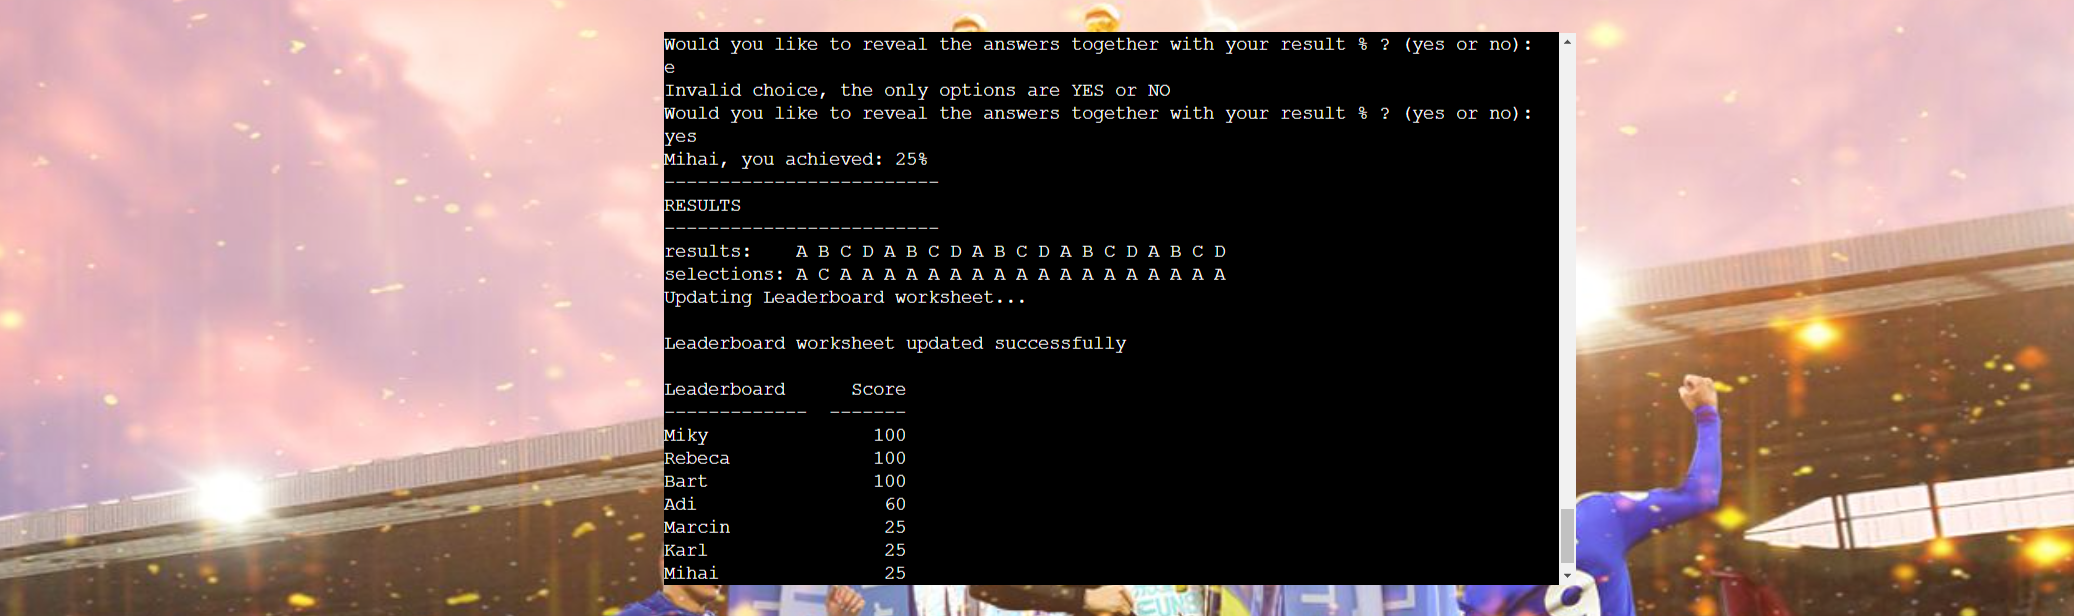 Would you like to reveal the answers together with your result % ? (yes or no):
e
Invalid choice, the only options are YES or NO
Would you like to reveal the answers together with your result % ? (yes or no):
yes
Mihai, you achieved: 25%
-------------------------
RESULTS
-------------------------
results:    A B C D A B C D A B C D A B C D A B C D
selections: A C A A A A A A A A A A A A A A A A A A
Updating Leaderboard worksheet...
Leaderboard worksheet updated successfully
Leaderboard      Score
-------------  -------
Miky               100
Rebeca             100
Bart               100
Adi                 60
Marcin              25
Karl                25
Mihai               25